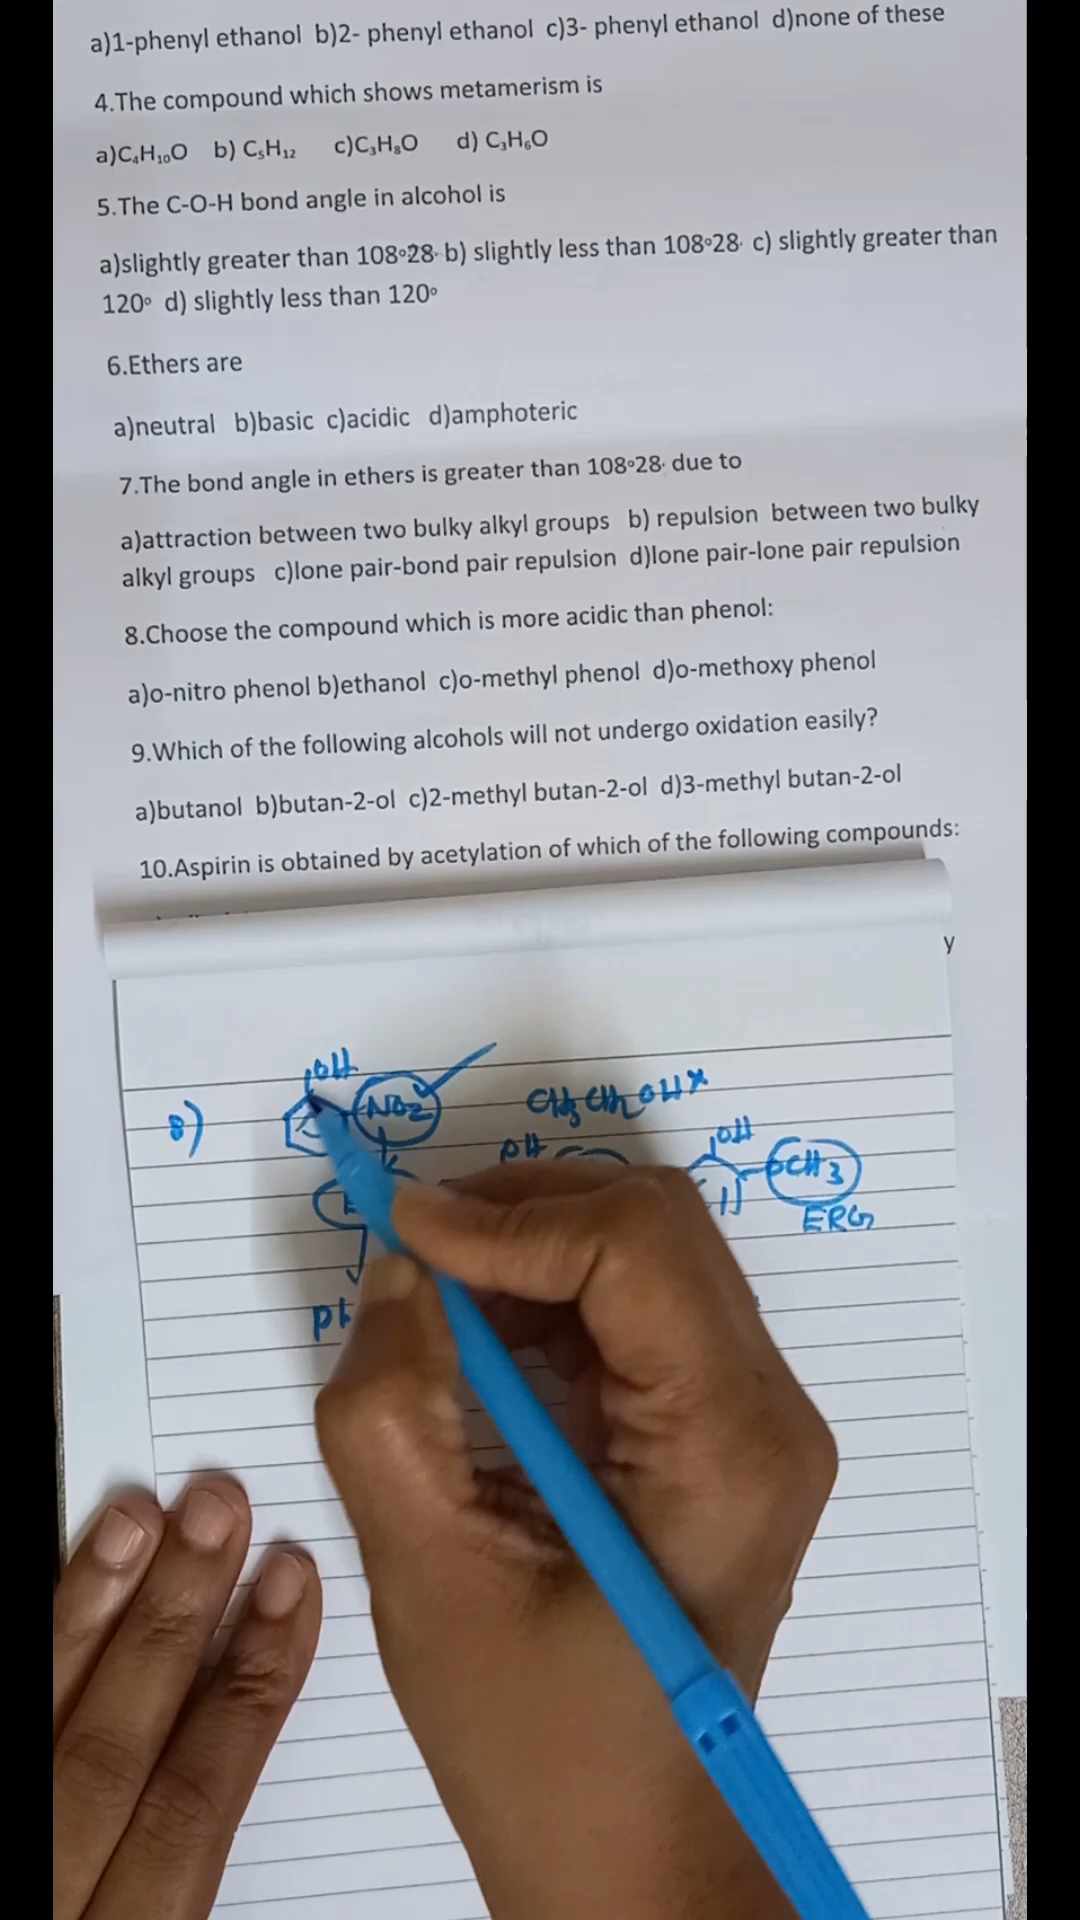 a)1-phenyl ethanol b)2- phenyl ethanol c)3- phenyl ethanol d)none of these
4.The compound which shows metamerism is
a)C₄H₁₀O b) C₅H₁₂ c)C₃H₈O d) C₃H₆O
5.The C-O-H bond angle in alcohol is
a)slightly greater than 108°28· b) slightly less than 108°28· c) slightly greater than
120° d) slightly less than 120°
6.Ethers are
a)neutral b)basic c)acidic d)amphoteric
7.The bond angle in ethers is greater than 108°28· due to
a)attraction between two bulky alkyl groups b) repulsion between two bulky
alkyl groups c)lone pair-bond pair repulsion d)lone pair-lone pair repulsion
8.Choose the compound which is more acidic than phenol:
a)o-nitro phenol b)ethanol c)o-methyl phenol d)o-methoxy phenol
9.Which of the following alcohols will not undergo oxidation easily?
a)butanol b)butan-2-ol c)2-methyl butan-2-ol d)3-methyl butan-2-ol
10.Aspirin is obtained by acetylation of which of the following compounds:
y
8) OH NO₂ CH₃CH₂OH x
OH OH OCH3
ERG